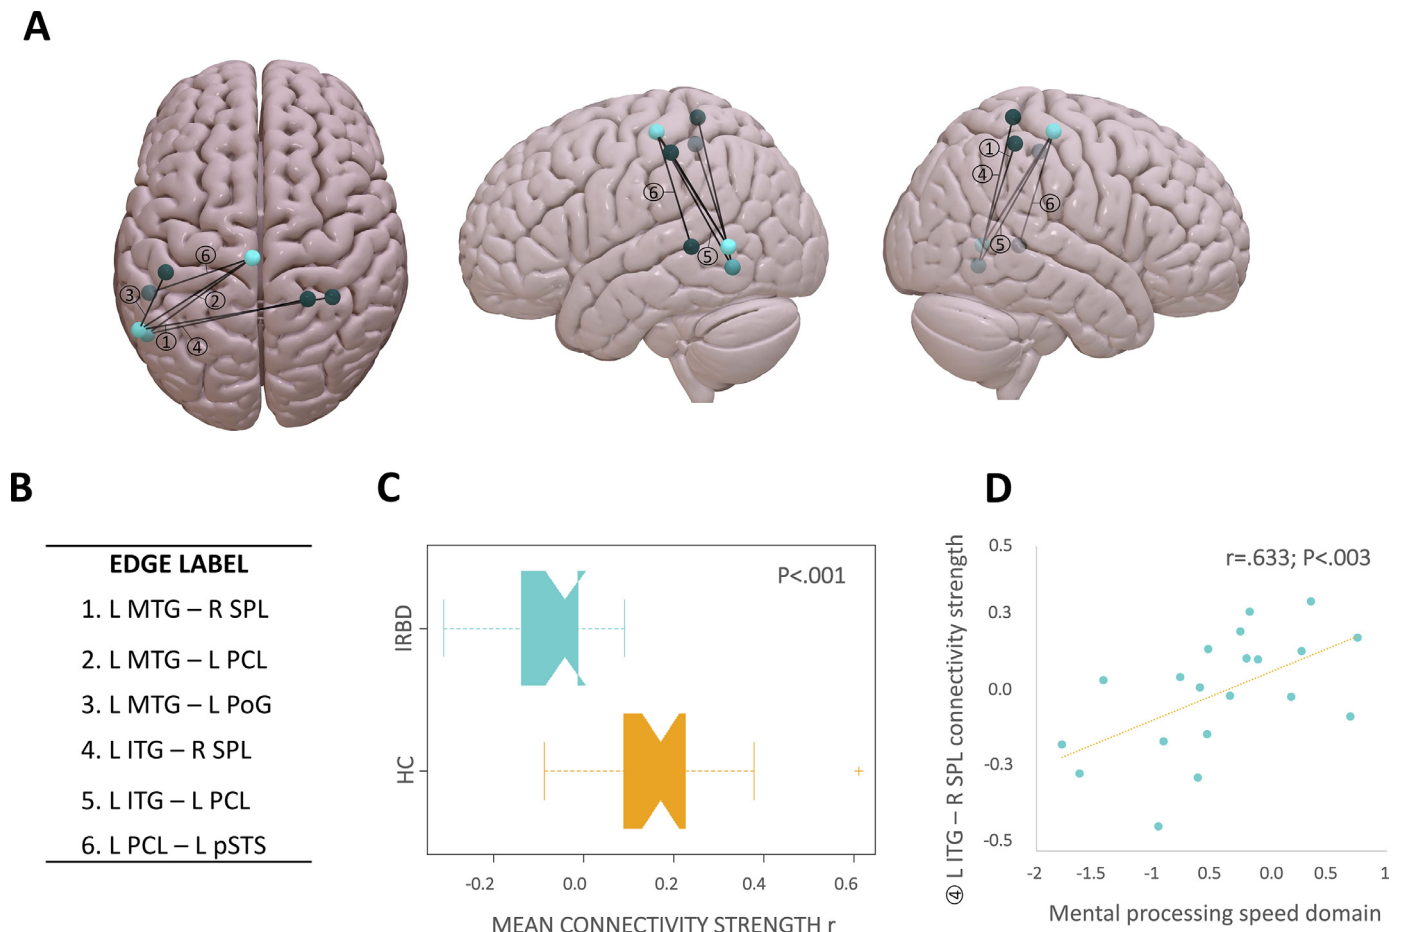 A
⑥
③
②
①
④
⑥
⑤
①
④
⑥
⑤
B
EDGE LABEL
1. L MTG – R SPL
2. L MTG – L PCL
3. L MTG – L PoG
4. L ITG – R SPL
5. L ITG – L PCL
6. L PCL – L pSTS
C
P<.001
IRBD
HC
-0.2 0.0 0.2 0.4 0.6
MEAN CONNECTIVITY STRENGTH r
D
④ L ITG – R SPL connectivity strength
r=.633; P<.003
0.5
0.3
0.0
-0.3
-0.5
-2 -1.5 -1 0.5 0.0 0.5 1
Mental processing speed domain